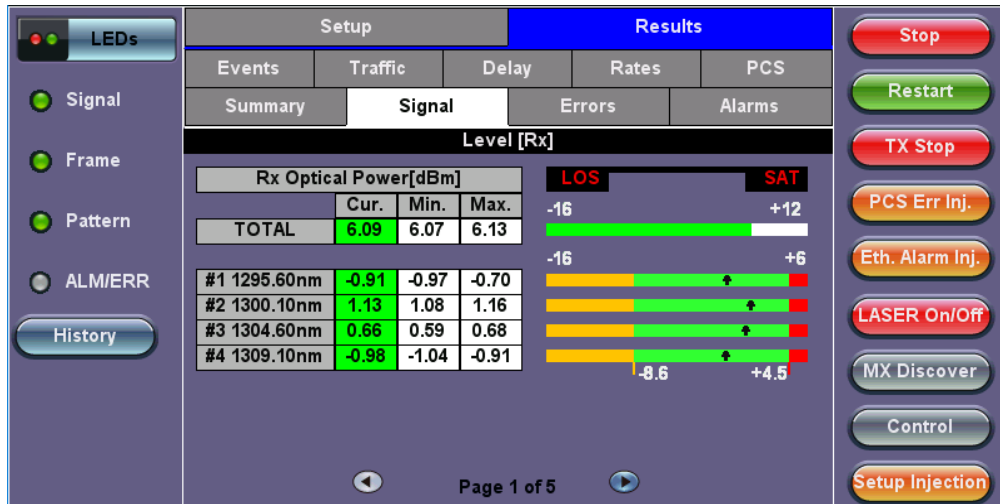 LEDs
Signal
Frame
Pattern
ALM/ERR
History
Setup Results
Events Traffic Delay Rates PCS
Summary Signal Errors Alarms
Level [Rx]
Rx Optical Power[dBm]
Cur. Min. Max.
TOTAL 6.09 6.07 6.13
#1 1295.60nm -0.91 -0.97 -0.70
#2 1300.10nm 1.13 1.08 1.16
#3 1304.60nm 0.66 0.59 0.68
#4 1309.10nm -0.98 -1.04 -0.91
LOS SAT
-16 +12
-16 +6
-8.6 +4.5
Page 1 of 5
Stop
Restart
TX Stop
PCS Err Inj.
Eth. Alarm Inj.
LASER On/Off
MX Discover
Control
Setup Injection